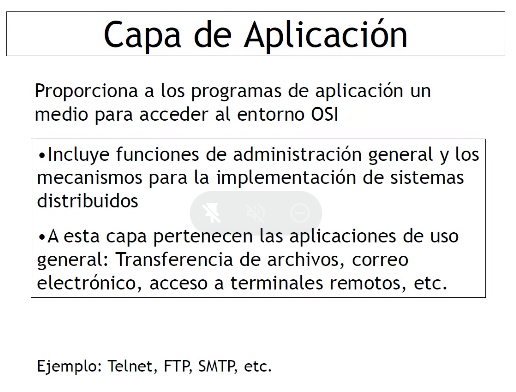 Capa de Aplicación
Proporciona a los programas de aplicación un
medio para acceder al entorno OSI
•Incluye funciones de administración general y los
mecanismos para la implementación de sistemas
distribuidos
•A esta capa pertenecen las aplicaciones de uso
general: Transferencia de archivos, correo
electrónico, acceso a terminales remotos, etc.
Ejemplo: Telnet, FTP, SMTP, etc.